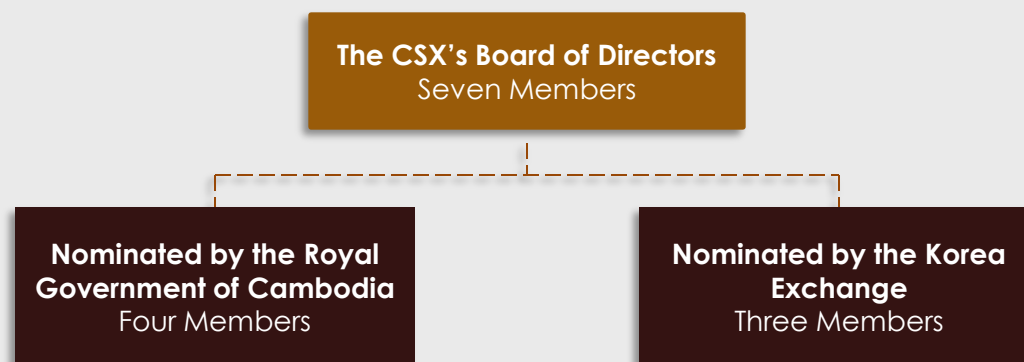 The CSX’s Board of Directors
Seven Members
Nominated by the Royal
Government of Cambodia
Four Members
Nominated by the Korea
Exchange
Three Members